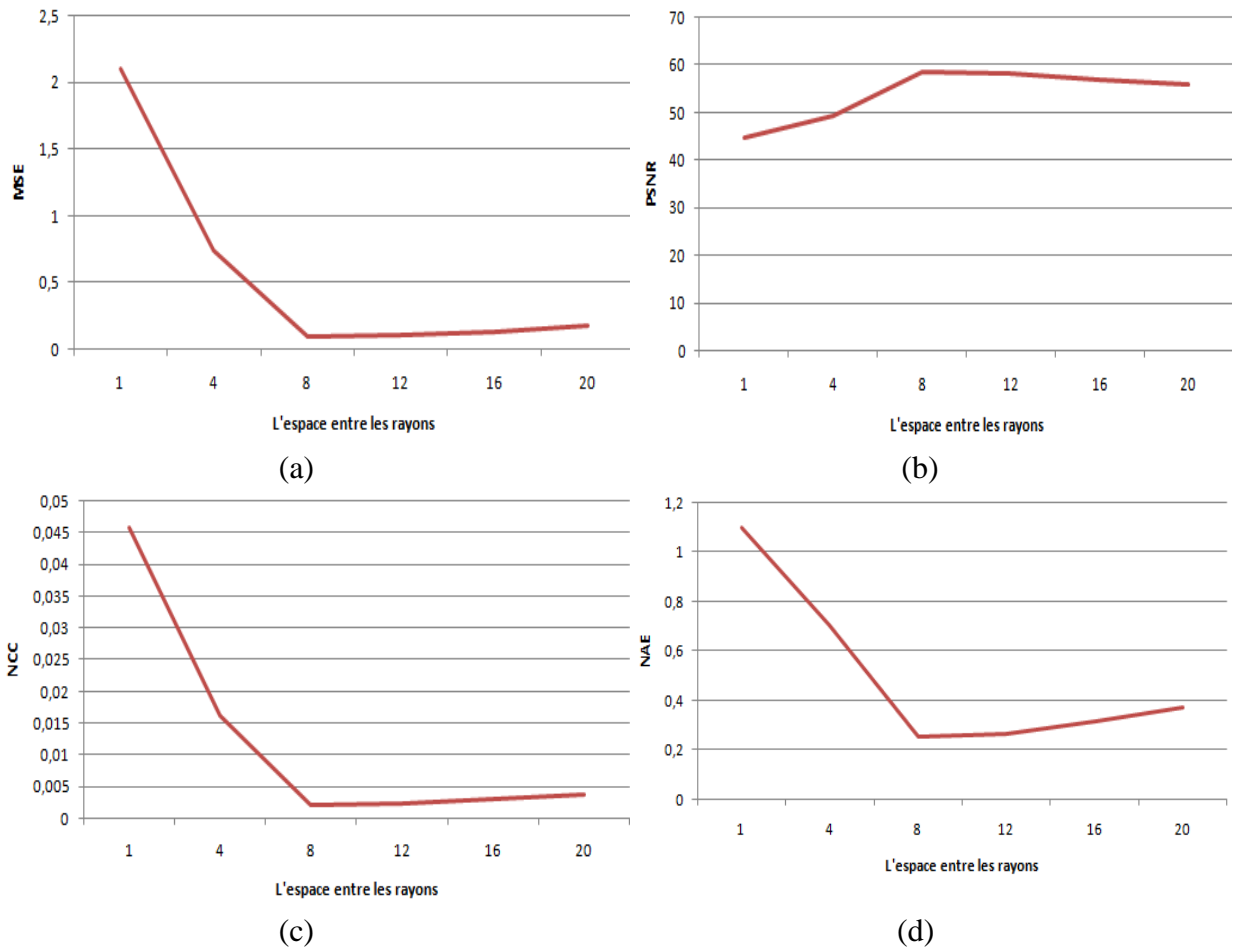 2,5
2
1,5
1
0,5
0
MSE
1 4 8 12 16 20
L'espace entre les rayons
(a)
70
60
50
40
30
20
10
0
PSNR
1 4 8 12 16 20
L'espace entre les rayons
(b)
0,05
0,045
0,04
0,035
0,03
0,025
0,02
0,015
0,01
0,005
0
NCC
1 4 8 12 16 20
L'espace entre les rayons
(c)
1,2
1
0,8
0,6
0,4
0,2
0
NAE
1 4 8 12 16 20
L'espace entre les rayons
(d)